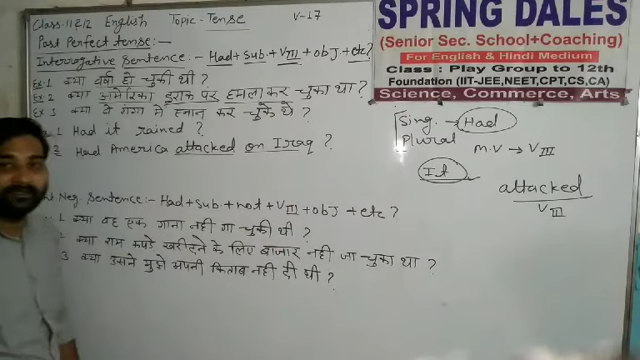 Class-11&12 English Topic-Tense V-17
Past Perfect tense:-
Interrogative Sentence:- Had+Sub+VIII+obj+etc?
Ex-1 क्या वर्षा हो चुकी थी ?
Ex-2 क्या अमेरिका इराक पर हमला कर चुका था ?
Ex-3 क्या वे गंगा में स्नान कर चुके थे ?
1 Had it rained ?
2 Had America attacked on Iraq ?
Neg. Sentence:- Had+sub+not+VIII+obj+etc ?
1 क्या वह एक गाना नहीं गा चुकी थी ?
क्या राम कपड़े खरीदने के लिए बाजार नहीं जा चुका था ?
3 क्या उसने मुझे अपनी किताब नहीं दी थी ?
SPRING DALES
(Senior Sec. School+Coaching)
For English & Hindi Medium
Class : Play Group to 12th
Foundation (IIT-JEE,NEET,CPT,CS,CA)
Science, Commerce, Arts
Sing. → Had
Plural M.V → VIII
It
attacked
VIII